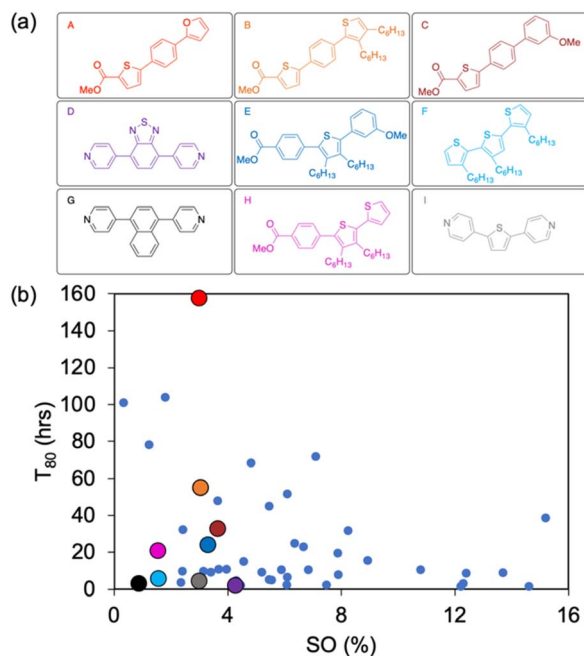 (a)
A B C
O O S OMe
MeO
S C6H13
C6H13
O S
MeO
O S
MeO
D E F
S
N N
N N
O S OMe
MeO
C6H13 C6H13
S
C6H13
S S
C6H13
C6H13
G H I
N N
S
O S
MeO
C6H13 C6H13
N N
S
(b)
160
140
120
100
80
60
40
20
0
T80 (hrs)
0 4 8 12 16
SO (%)